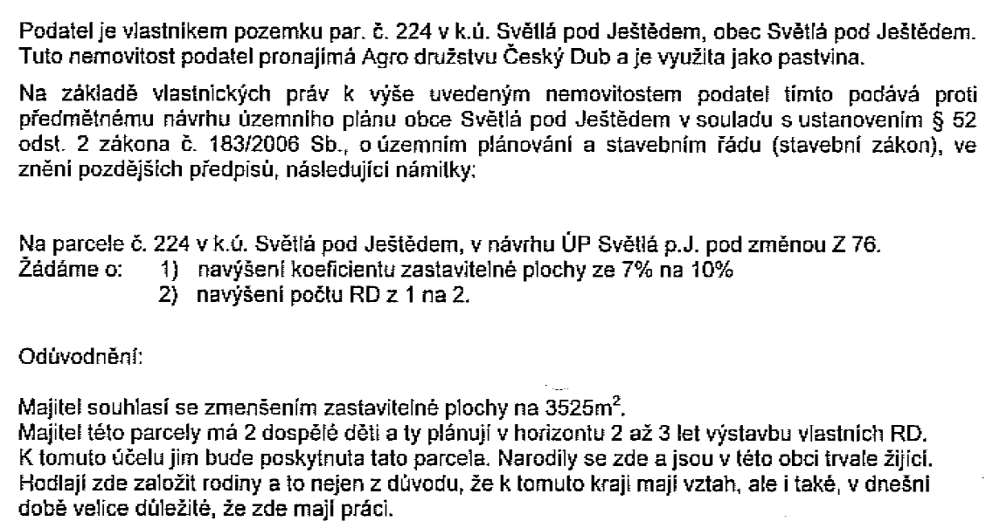 Podatel je vlastníkem pozemku par. č. 224 v k.ú. Světlá pod Ještědem, obec Světlá pod Ještědem.
Tuto nemovitost podatel pronajímá Agro družstvu Český Dub a je využita jako pastvina.
Na základě vlastnických práv k výše uvedeným nemovitostem podatel tímto podává proti
předmětnému návrhu územního plánu obce Světlá pod Ještědem v souladu s ustanovením § 52
odst. 2 zákona č. 183/2006 Sb., o územním plánování a stavebním řádu (stavební zákon), ve
znění pozdějších předpisů, následující námitky:
Na parcele č. 224 v k.ú. Světlá pod Ještědem, v návrhu ÚP Světlá p.J. pod změnou Z 76.
Žádáme o: 1) navýšení koeficientu zastavitelné plochy ze 7% na 10%
2) navýšení počtu RD z 1 na 2.
Odůvodnění:
Majitel souhlasí se zmenšením zastavitelné plochy na 3525m².
Majitel této parcely má 2 dospělé děti a ty plánují v horizontu 2 až 3 let výstavbu vlastních RD.
K tomuto účelu jim bude poskytnuta tato parcela. Narodily se zde a jsou v této obci trvale žijící.
Hodlají zde založit rodiny a to nejen z důvodu, že k tomuto kraji mají vztah, ale i také, v dnešní
době velice důležité, že zde mají práci.